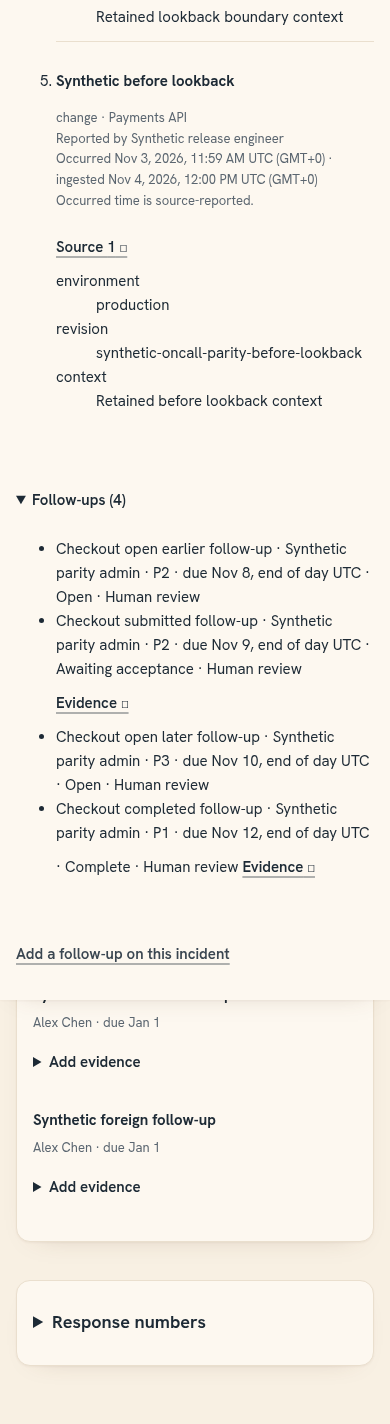 Retained lookback boundary context
5. Synthetic before lookback
change · Payments API
Reported by Synthetic release engineer
Occurred Nov 3, 2026, 11:59 AM UTC (GMT+0) ·
ingested Nov 4, 2026, 12:00 PM UTC (GMT+0)
Occurred time is source-reported.
Source 1
environment
production
revision
synthetic-oncall-parity-before-lookback
context
Retained before lookback context
▼ Follow-ups (4)
• Checkout open earlier follow-up · Synthetic
parity admin · P2 · due Nov 8, end of day UTC ·
Open · Human review
• Checkout submitted follow-up · Synthetic
parity admin · P2 · due Nov 9, end of day UTC ·
Awaiting acceptance · Human review
Evidence
• Checkout open later follow-up · Synthetic
parity admin · P3 · due Nov 10, end of day UTC
· Open · Human review
• Checkout completed follow-up · Synthetic
parity admin · P1 · due Nov 12, end of day UTC
· Complete · Human review Evidence
Add a follow-up on this incident
Alex Chen · due Jan 1
▶ Add evidence
Synthetic foreign follow-up
Alex Chen · due Jan 1
▶ Add evidence
▶ Response numbers